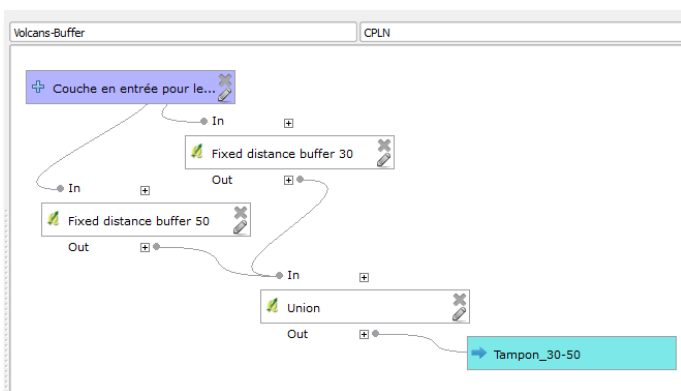 Volcans-Buffer
CPLN
Couche en entrée pour le...
In
Fixed distance buffer 30
Out
In
Fixed distance buffer 50
Out
In
Union
Out
Tampon_30-50